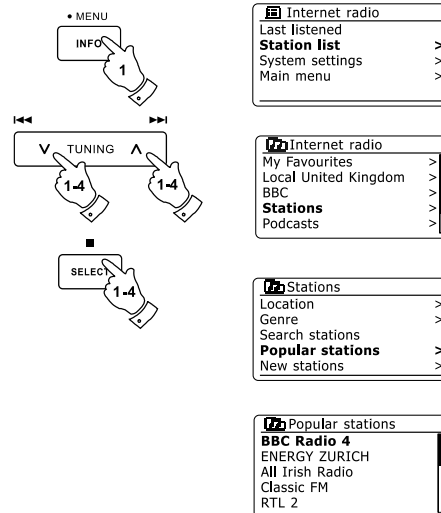 • MENU
INFO
1
TUNING
1-4
1-4
SELECT
1-4
Internet radio
Last listened
Station list >
System settings >
Main menu >
Internet radio
My Favourites >
Local United Kingdom >
BBC >
Stations >
Podcasts >
Stations
Location >
Genre >
Search stations
Popular stations >
New stations >
Popular stations
BBC Radio 4
ENERGY ZURICH
All Irish Radio
Classic FM
RTL 2